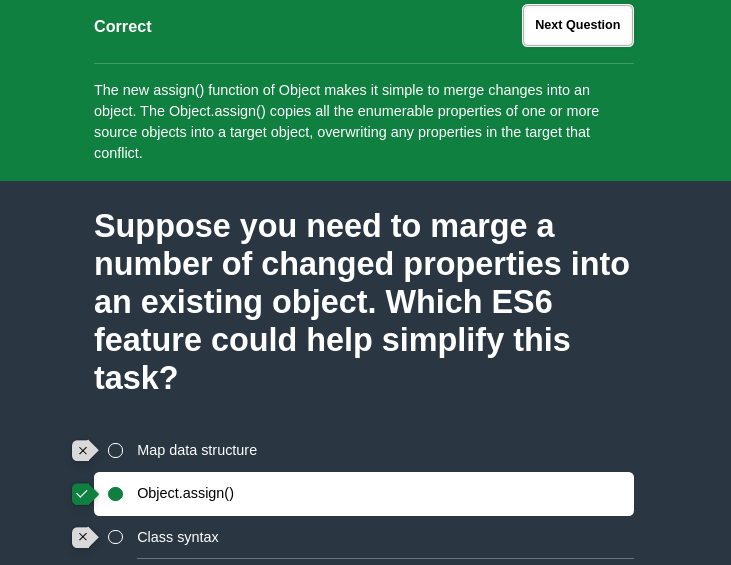 Correct
Next Question
The new assign() function of Object makes it simple to merge changes into an
object. The Object.assign() copies all the enumerable properties of one or more
source objects into a target object, overwriting any properties in the target that
conflict.
Suppose you need to marge a
number of changed properties into
an existing object. Which ES6
feature could help simplify this
task?
Map data structure
Object.assign()
Class syntax